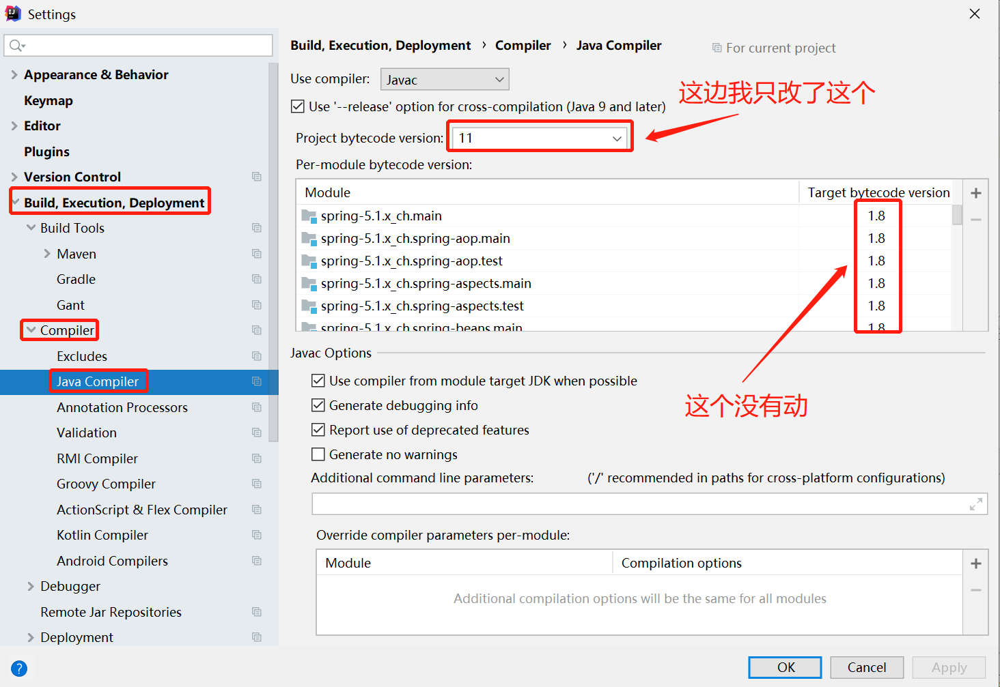 Settings
Appearance & Behavior
Keymap
Editor
Plugins
Version Control
Build, Execution, Deployment
Build Tools
Maven
Gradle
Gant
Compiler
Excludes
Java Compiler
Annotation Processors
Validation
RMI Compiler
Groovy Compiler
ActionScript & Flex Compiler
Kotlin Compiler
Android Compilers
Debugger
Remote Jar Repositories
Deployment
?
Build, Execution, Deployment › Compiler › Java Compiler
For current project
Use compiler: Javac
这边我只改了这个
Use '--release' option for cross-compilation (Java 9 and later)
Project bytecode version: 11
Per-module bytecode version:
Module Target bytecode version
spring-5.1.x_ch.main 1.8
spring-5.1.x_ch.spring-aop.main 1.8
spring-5.1.x_ch.spring-aop.test 1.8
spring-5.1.x_ch.spring-aspects.main 1.8
spring-5.1.x_ch.spring-aspects.test 1.8
spring-5.1.x_ch.spring-beans.main 1.8
Javac Options
Use compiler from module target JDK when possible
这个没有动
Generate debugging info
Report use of deprecated features
Generate no warnings
Additional command line parameters: ('/' recommended in paths for cross-platform configurations)
Override compiler parameters per-module:
Module Compilation options
Additional compilation options will be the same for all modules
OK Cancel Apply